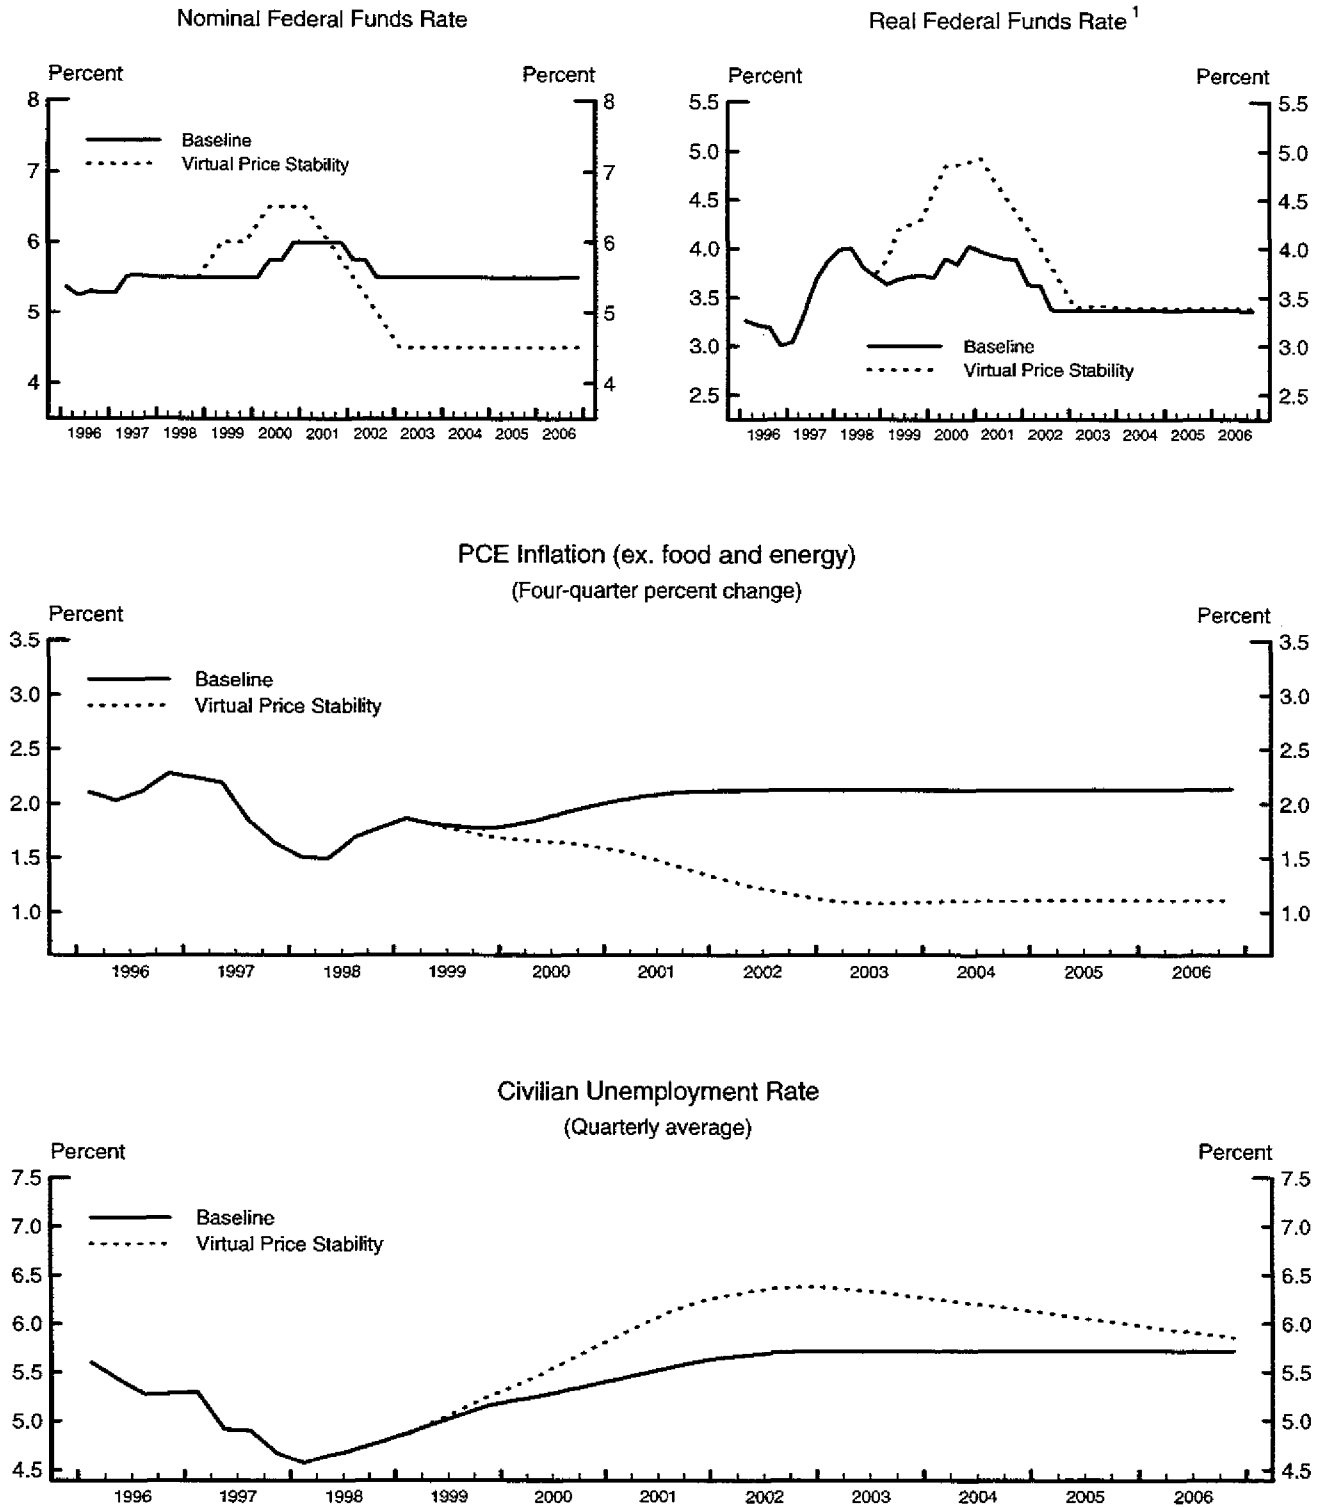 Nominal Federal Funds Rate
Percent
Percent
8
7
6
5
4
8
7
6
5
4
Baseline
Virtual Price Stability
1996 1997 1998 1999 2000 2001 2002 2003 2004 2005 2006
Real Federal Funds Rate 1
Percent
Percent
5.5
5.0
4.5
4.0
3.5
3.0
2.5
5.5
5.0
4.5
4.0
3.5
3.0
2.5
Baseline
Virtual Price Stability
1996 1997 1998 1999 2000 2001 2002 2003 2004 2005 2006
PCE Inflation (ex. food and energy)
(Four-quarter percent change)
Percent
Percent
3.5
3.0
2.5
2.0
1.5
1.0
3.5
3.0
2.5
2.0
1.5
1.0
Baseline
Virtual Price Stability
1996 1997 1998 1999 2000 2001 2002 2003 2004 2005 2006
Civilian Unemployment Rate
(Quarterly average)
Percent
Percent
7.5
7.0
6.5
6.0
5.5
5.0
4.5
7.5
7.0
6.5
6.0
5.5
5.0
4.5
Baseline
Virtual Price Stability
1996 1997 1998 1999 2000 2001 2002 2003 2004 2005 2006